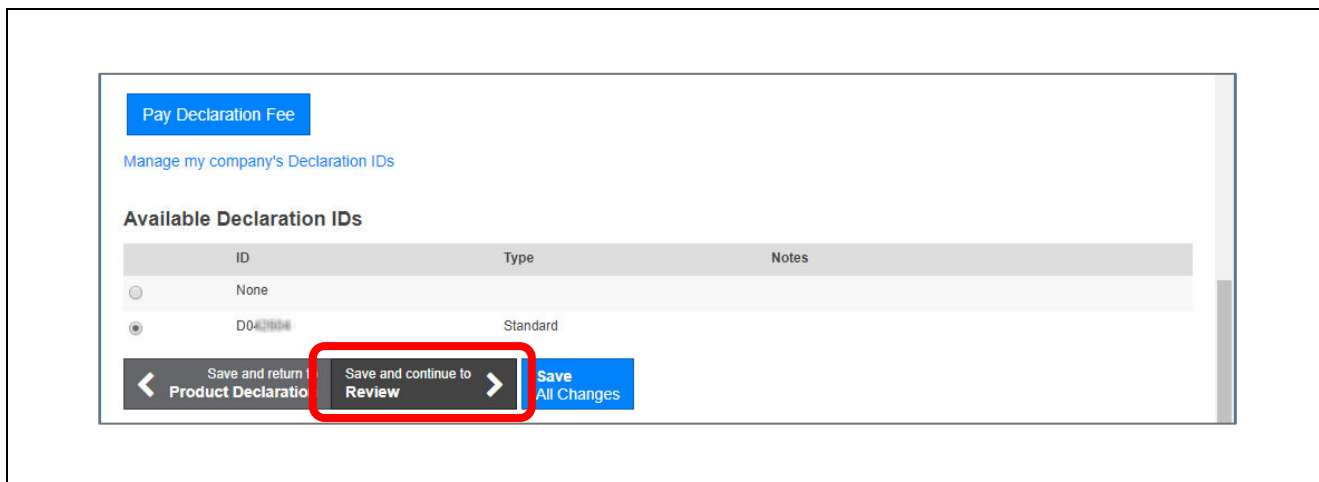 Pay Declaration Fee
Manage my company's Declaration IDs
Available Declaration IDs
ID Type Notes
None
Standard
Save and return
Product Declaration
Save and continue to
Review
Save
All Changes